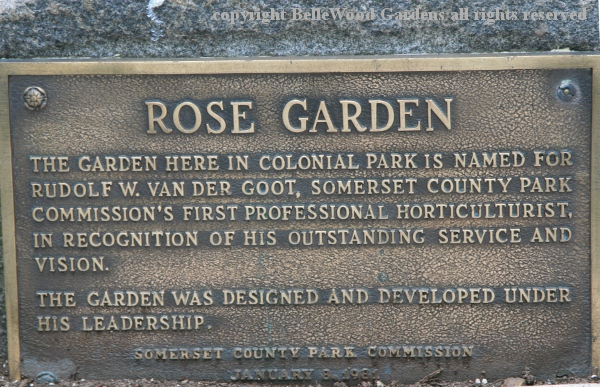 copyright BelleWood Gardens all rights reserved
ROSE GARDEN
THE GARDEN HERE IN COLONIAL PARK IS NAMED FOR
RUDOLF W. VAN DER GOOT, SOMERSET COUNTY PARK
COMMISSION'S FIRST PROFESSIONAL HORTICULTURIST,
IN RECOGNITION OF HIS OUTSTANDING SERVICE AND
VISION.
THE GARDEN WAS DESIGNED AND DEVELOPED UNDER
HIS LEADERSHIP.
SOMERSET COUNTY PARK COMMISSION
JANUARY